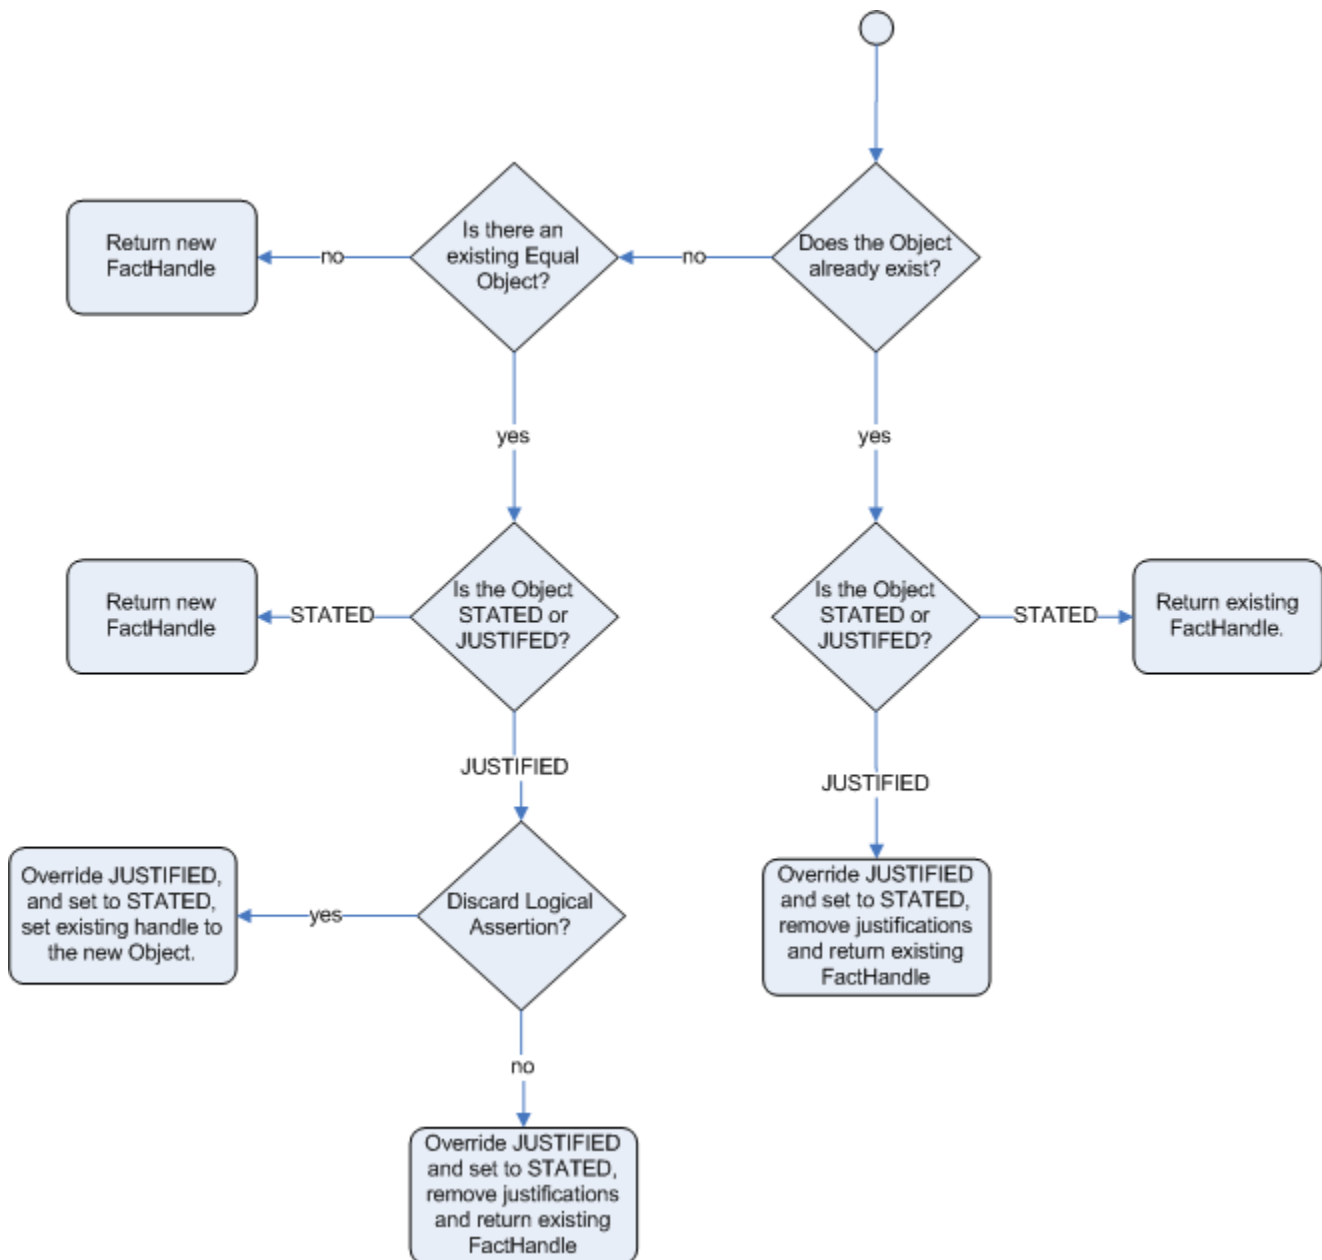 Return new
FactHandle
no
Is there an
existing Equal
Object?
no
Does the Object
already exist?
yes
yes
Return new
FactHandle
STATED
Is the Object
STATED or
JUSTIFED?
Is the Object
STATED or
JUSTIFED?
STATED
Return existing
FactHandle.
JUSTIFIED
JUSTIFIED
Override JUSTIFIED,
and set to STATED,
set existing handle to
the new Object.
yes
Discard Logical
Assertion?
Override JUSTIFIED
and set to STATED,
remove justifications
and return existing
FactHandle
no
Override JUSTIFIED
and set to STATED,
remove justifications
and return existing
FactHandle